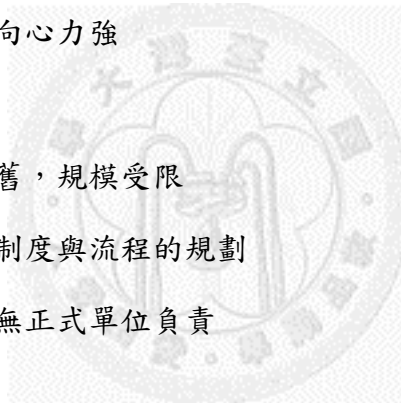 向心力強
舊，規模受限
制度與流程的規劃
無正式單位負責